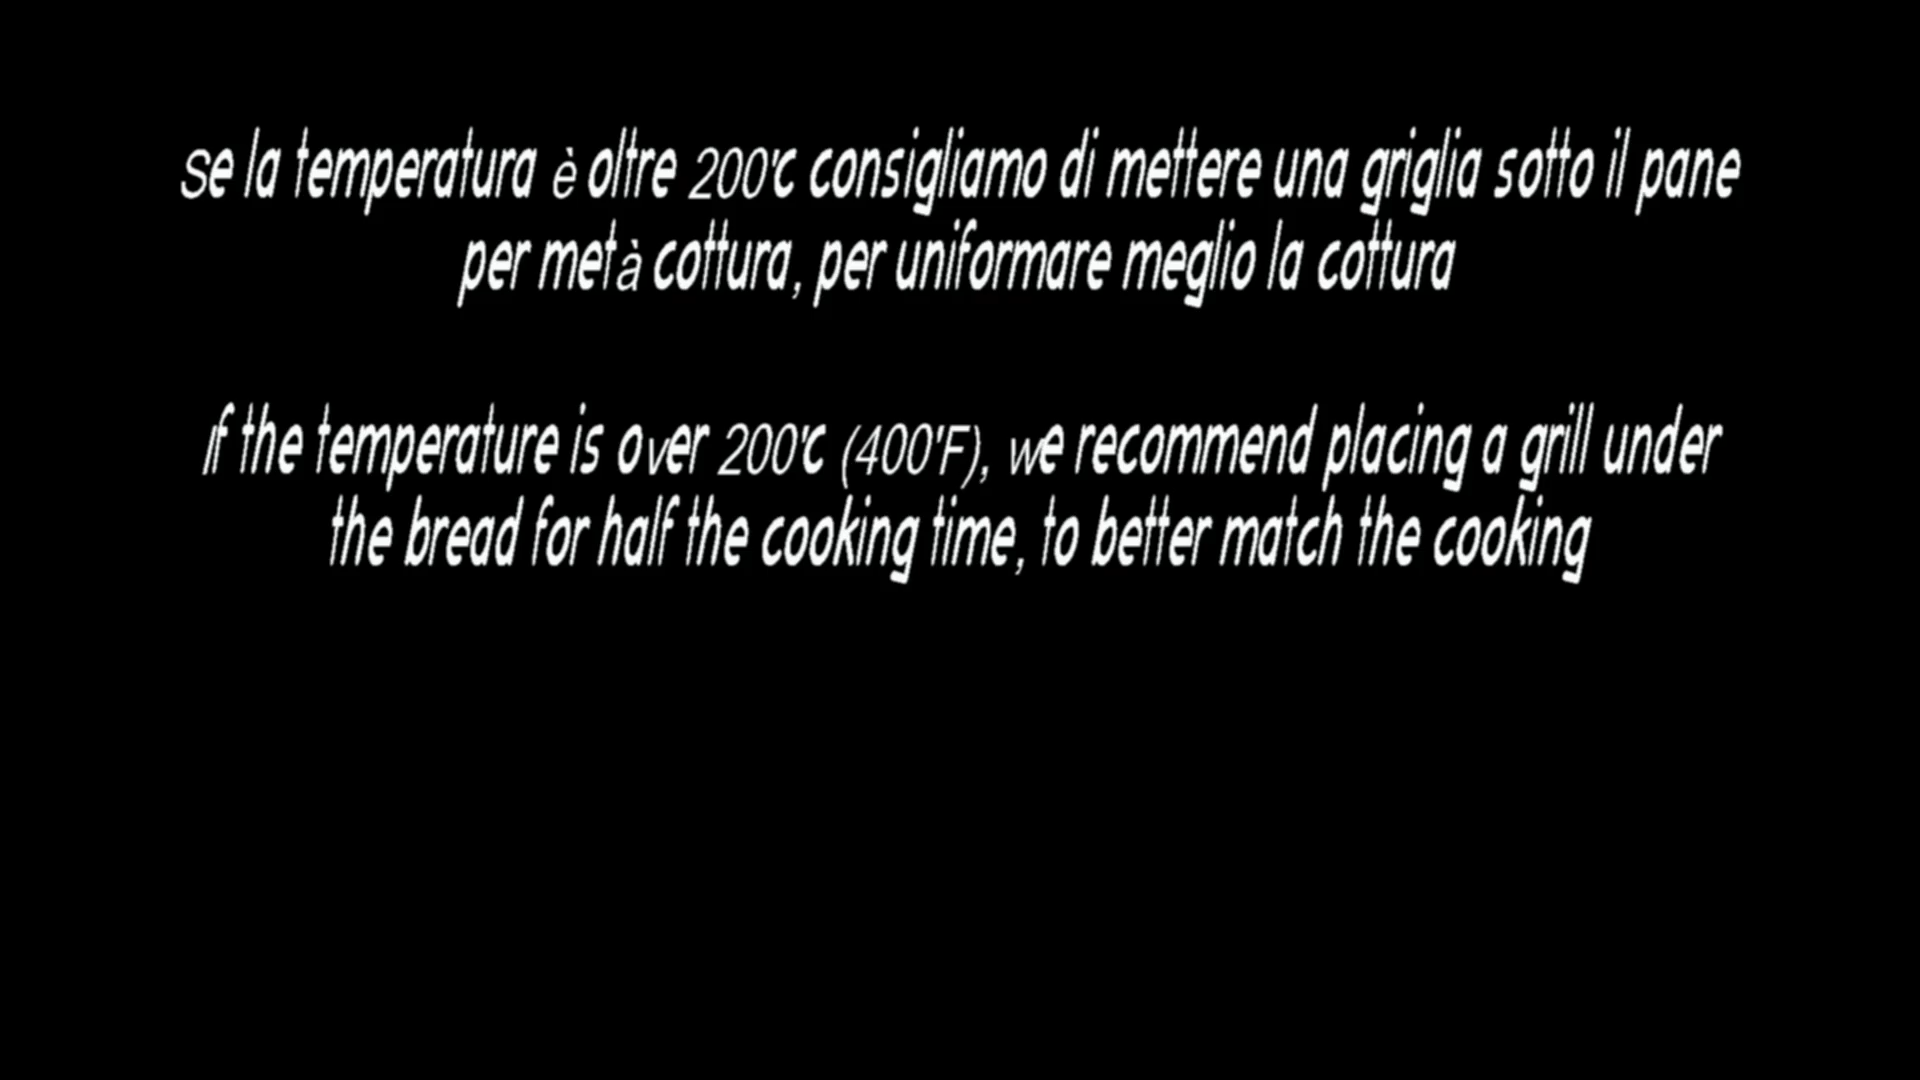 Se la temperatura è oltre 200'c consigliamo di mettere una griglia sotto il pane
per metà cottura, per uniformare meglio la cottura
If the temperature is over 200'c (400'F), we recommend placing a grill under
the bread for half the cooking time, to better match the cooking